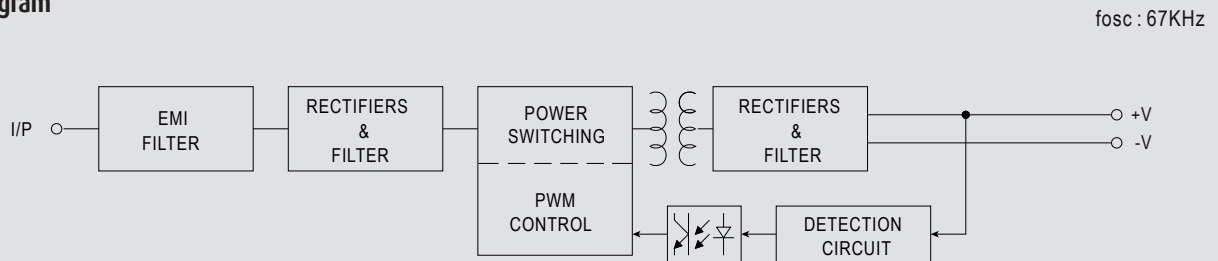 gram
fosc : 67KHz
I/P
EMI
FILTER
RECTIFIERS
&
FILTER
POWER
SWITCHING
PWM
CONTROL
RECTIFIERS
&
FILTER
+V
-V
DETECTION
CIRCUIT